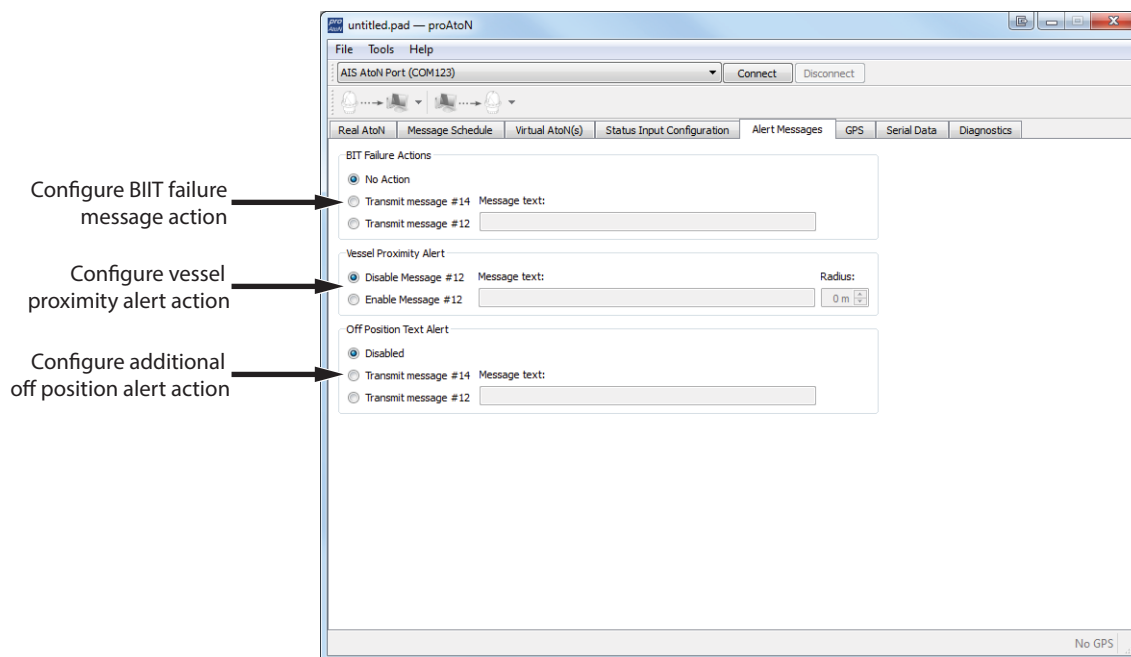 pro
AtoN
untitled.pad — proAtoN
File Tools Help
AIS AtoN Port (COM123)
Connect
Disconnect
Real AtoN
Message Schedule
Virtual AtoN(s)
Status Input Configuration
Alert Messages
GPS
Serial Data
Diagnostics
Configure BIIT failure
message action
BIT Failure Actions
No Action
Transmit message #14 Message text:
Transmit message #12
Configure vessel
proximity alert action
Vessel Proximity Alert
Disable Message #12 Message text: Radius:
Enable Message #12 0 m
Configure additional
off position alert action
Off Position Text Alert
Disabled
Transmit message #14 Message text:
Transmit message #12
No GPS